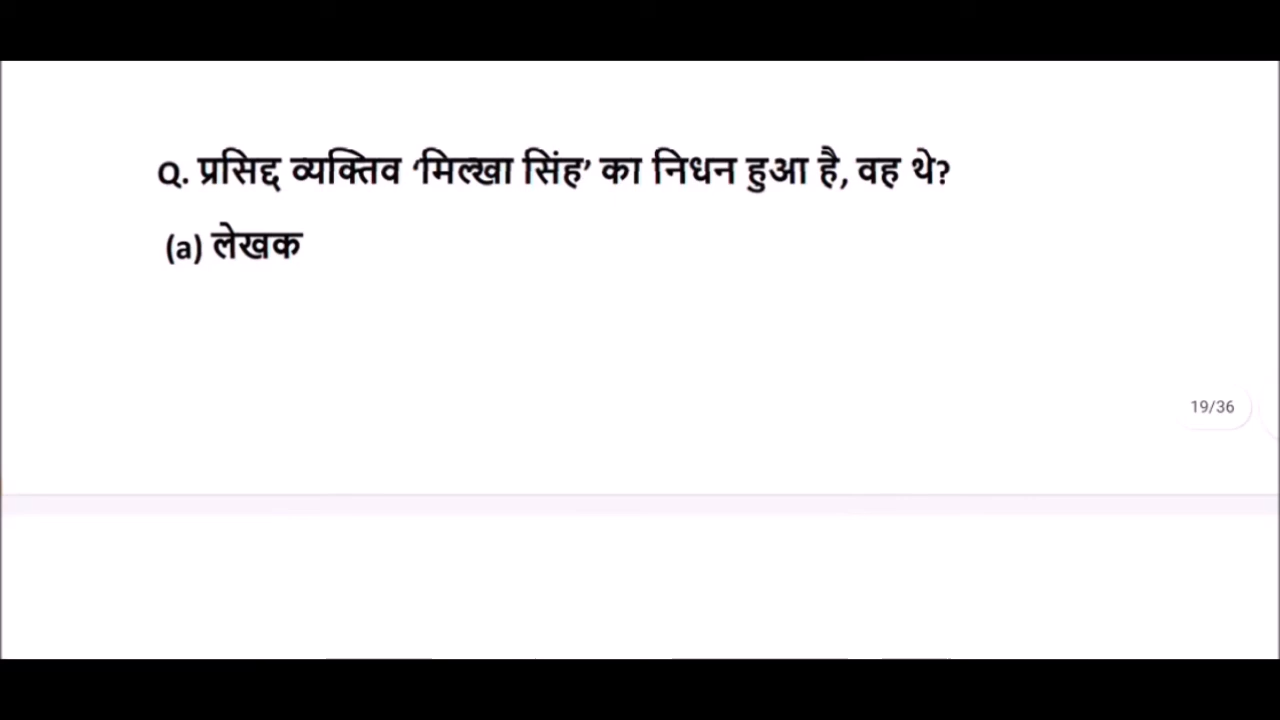 Q. प्रसिद्द व्यक्तिव ‘मिल्खा सिंह’ का निधन हुआ है, वह थे?
(a) लेखक
19/36